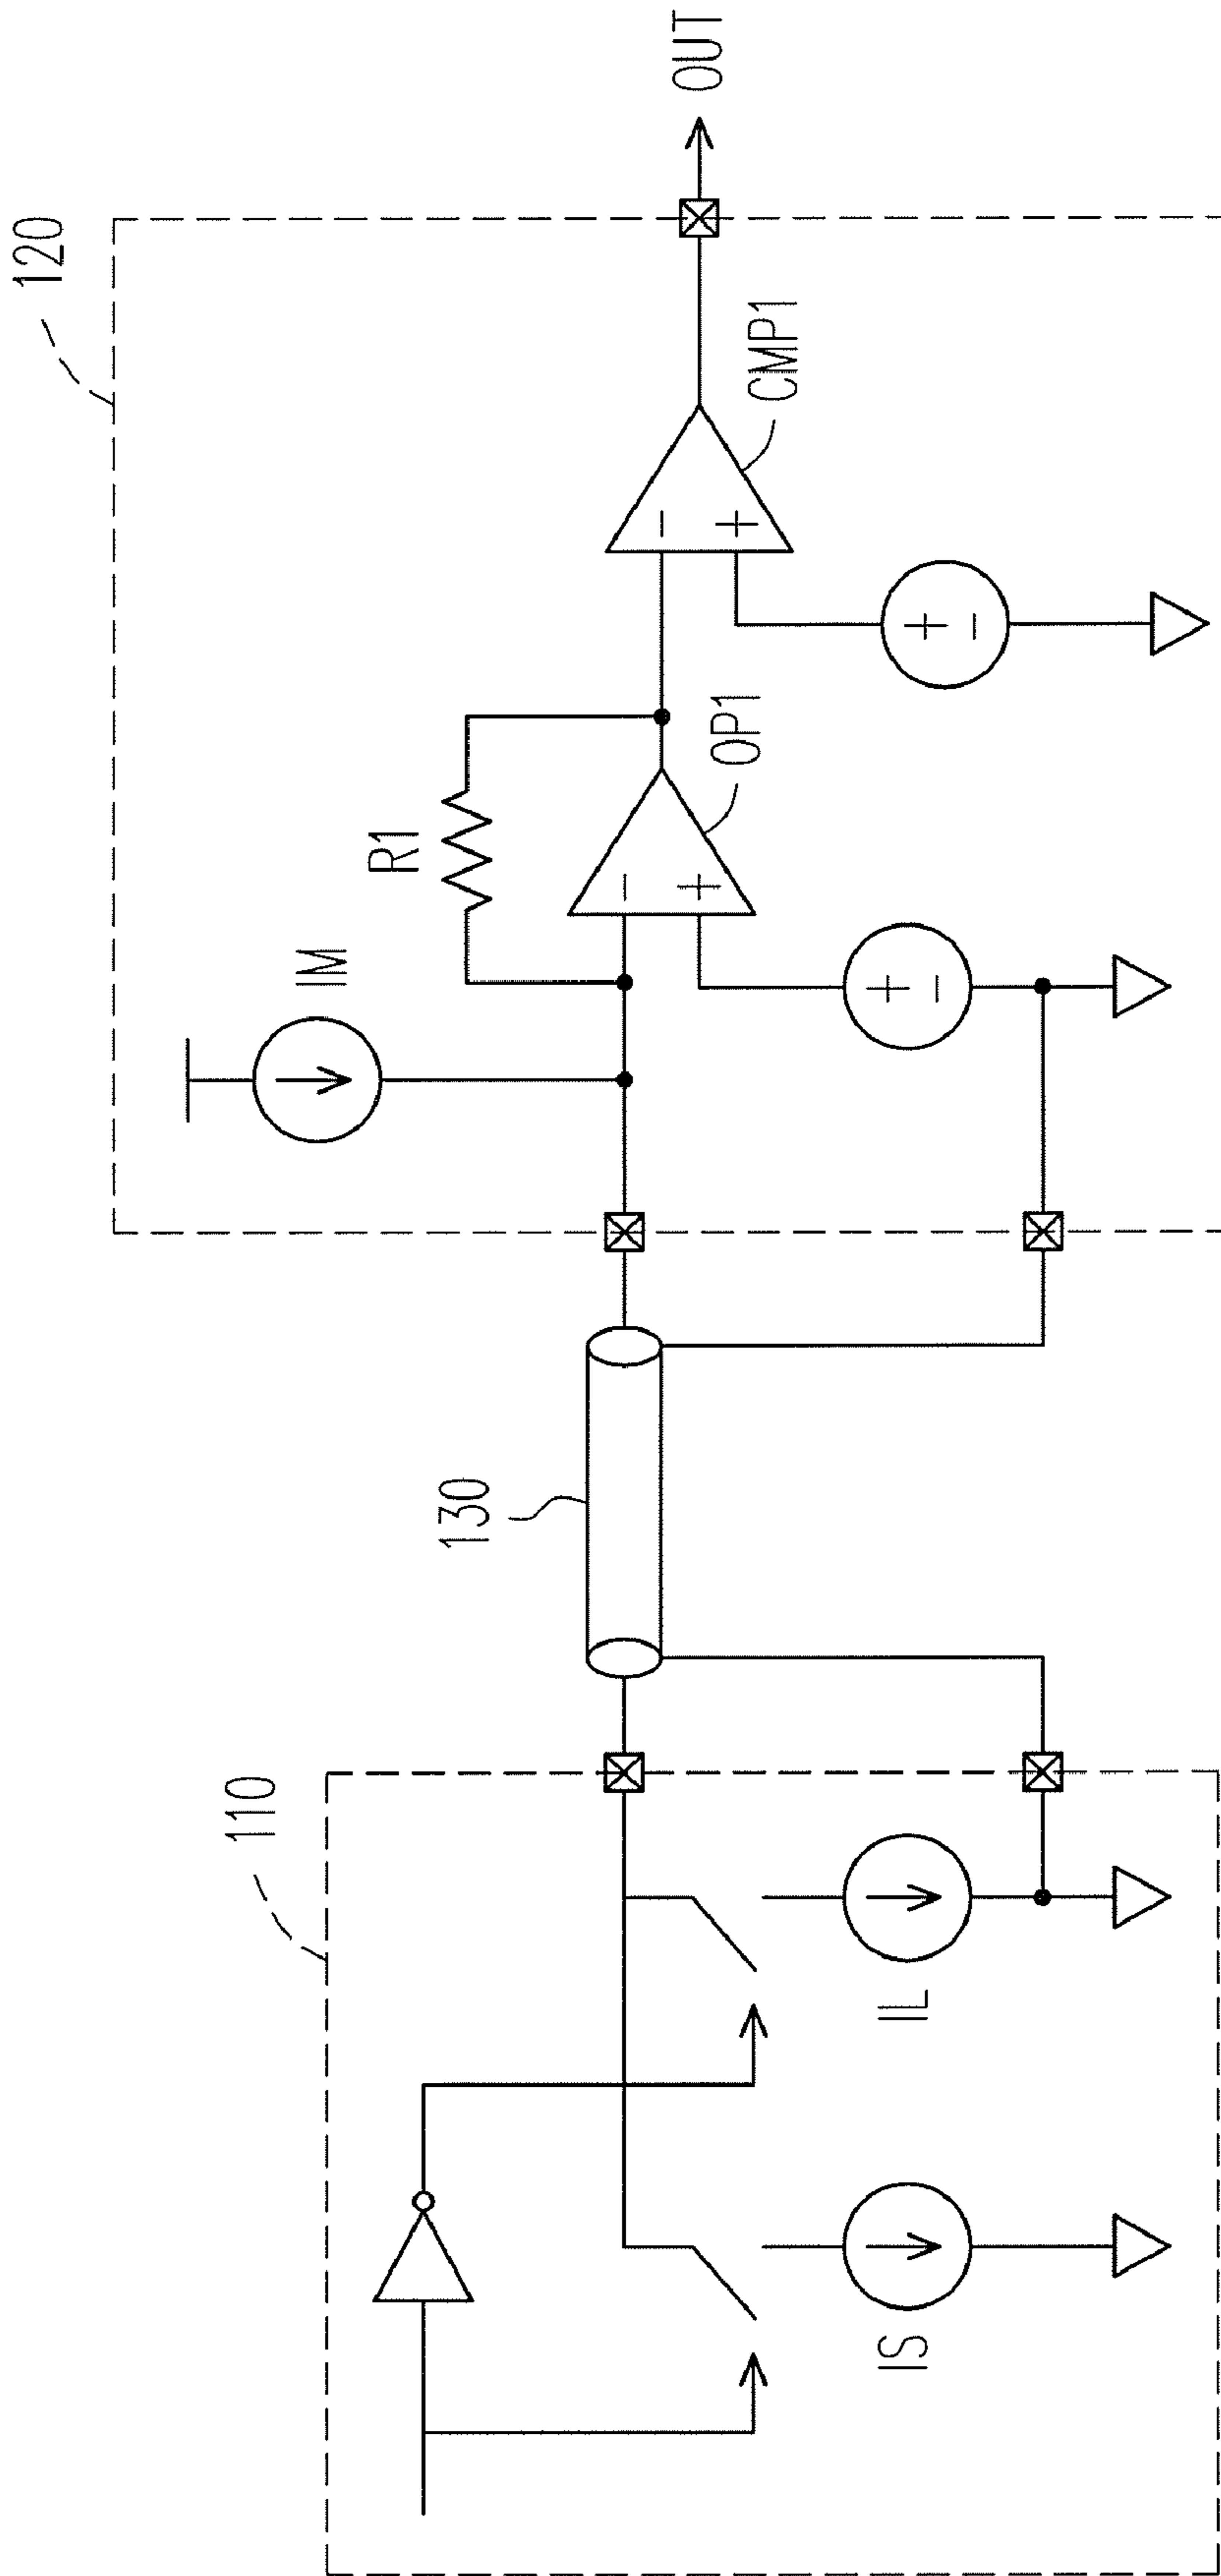 110
120
130
IM
R1
OP1
CMP1
OUT
IS
IL
- + + -
- + + -